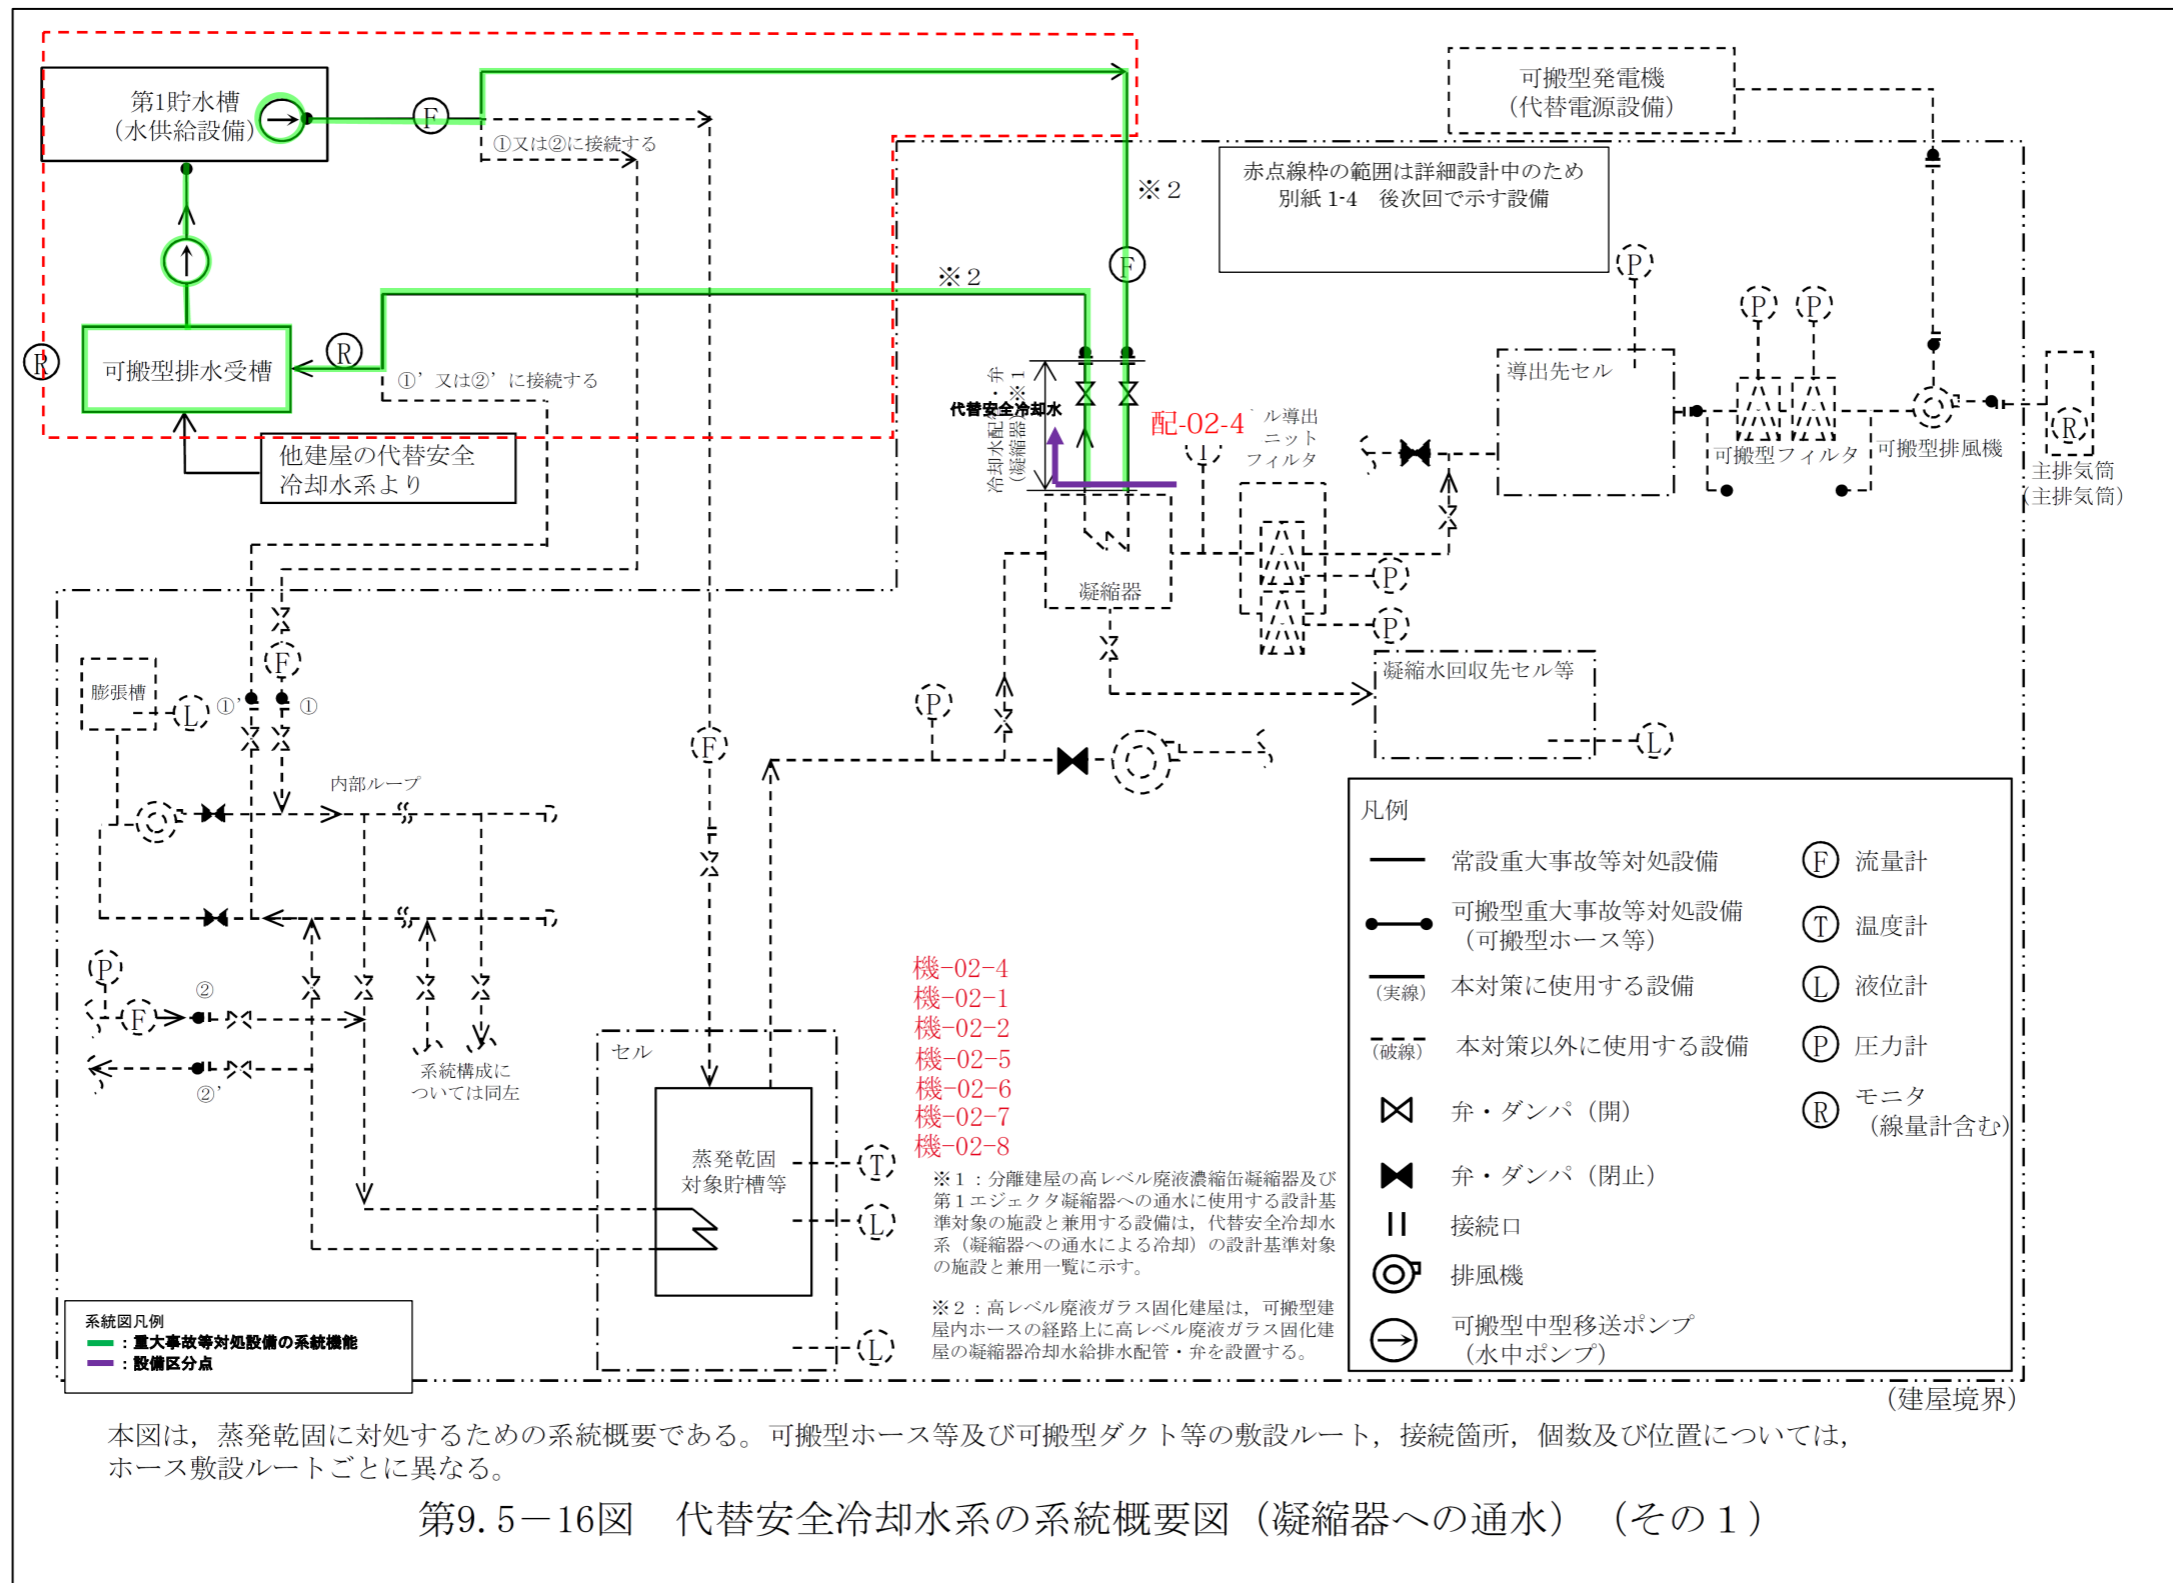 第1貯水槽
（水供給設備）
F
①又は②に接続する
可搬型発電機
（代替電源設備）
赤点線枠の範囲は詳細設計中のため
別紙 1-4　後次回で示す設備
※2
F
※2
P
P
P
R
可搬型排水受槽
R
①’又は②’に接続する
他建屋の代替安全
冷却水系より
代替安全冷却水
冷却水配管・弁
（凝縮器）※1
配-02-4
ル導出
ニット
フィルタ
導出先セル
可搬型フィルタ
可搬型排風機
R
主排気筒
（主排気筒）
凝縮器
P
P
凝縮水回収先セル等
L
膨張槽
L
F
①’
①
F
P
内部ループ
P
F
②
②’
系統構成に
ついては同左
セル
蒸発乾固
対象貯槽等
T
L
L
機-02-4
機-02-1
機-02-2
機-02-5
機-02-6
機-02-7
機-02-8
※1：分離建屋の高レベル廃液濃縮缶凝縮器及び
第1エジェクタ凝縮器への通水に使用する設計基
準対象の施設と兼用する設備は，代替安全冷却水
系（凝縮器への通水による冷却）の設計基準対象
の施設と兼用一覧に示す。
※2：高レベル廃液ガラス固化建屋は，可搬型建
屋内ホースの経路上に高レベル廃液ガラス固化建
屋の凝縮器冷却水給排水配管・弁を設置する。
凡例
常設重大事故等対処設備
可搬型重大事故等対処設備
（可搬型ホース等）
（実線）　本対策に使用する設備
（破線）　本対策以外に使用する設備
弁・ダンパ（開）
弁・ダンパ（閉止）
接続口
排風機
可搬型中型移送ポンプ
（水中ポンプ）
F　流量計
T　温度計
L　液位計
P　圧力計
R　モニタ
（線量計含む）
系統図凡例
：重大事故等対処設備の系統機能
：設備区分点
（建屋境界）
本図は，蒸発乾固に対処するための系統概要である。可搬型ホース等及び可搬型ダクト等の敷設ルート，接続箇所，個数及び位置については，
ホース敷設ルートごとに異なる。
第9.5－16図　代替安全冷却水系の系統概要図（凝縮器への通水）（その1）